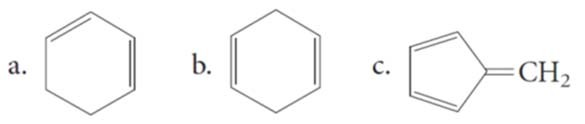 a. b. c. =CH₂